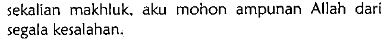 sekalian makhluk, aku mohon ampunan Allah dari
segala kesalahan.